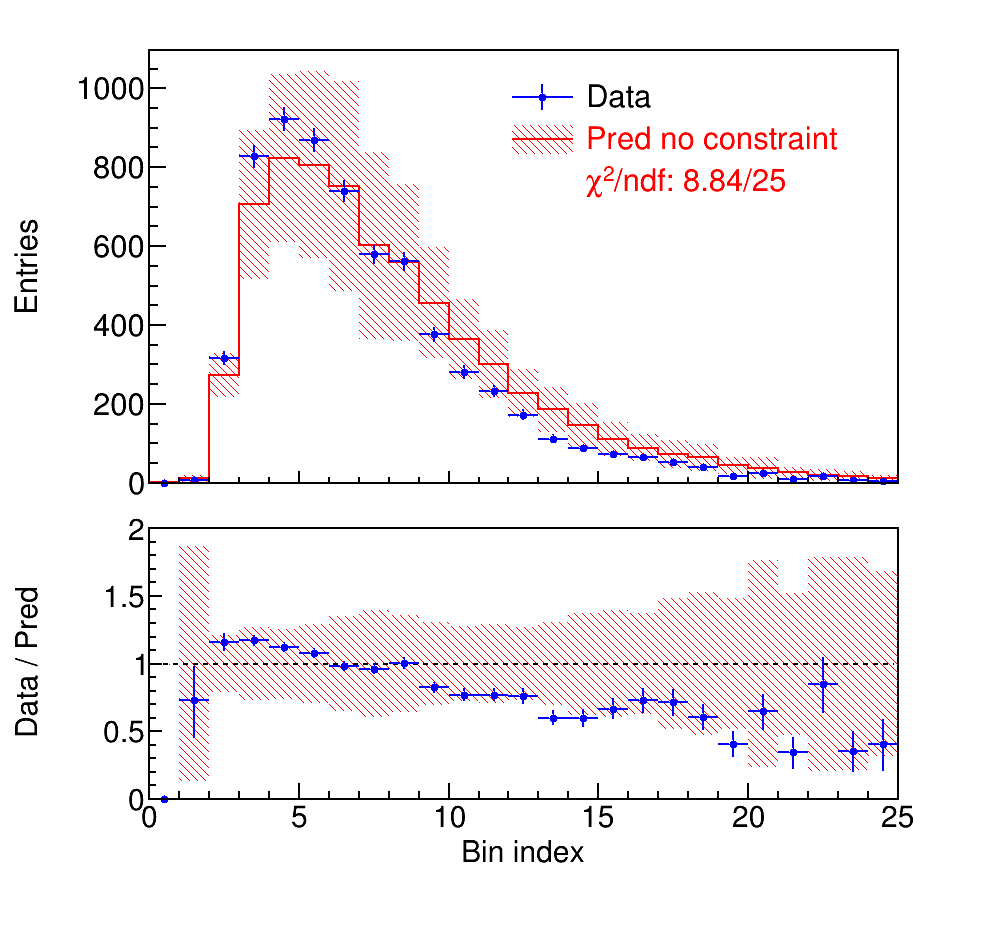 1000
800
600
400
200
0
Entries
Data
Pred no constraint
χ²/ndf: 8.84/25
2
1.5
1
0.5
0
Data / Pred
0 5 10 15 20 25
Bin index